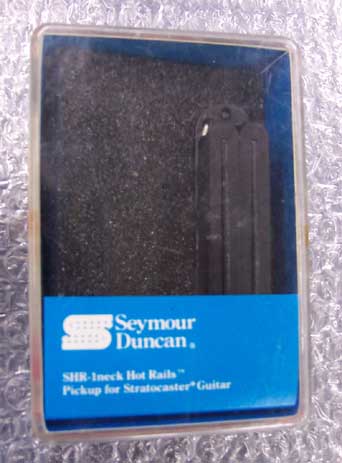 Seymour
Duncan®
SHR-1neck Hot Rails™
Pickup for Stratocaster® Guitar